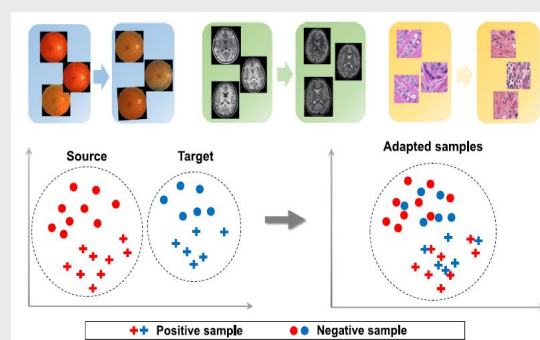 Source
Target
Adapted samples
Positive sample
Negative sample